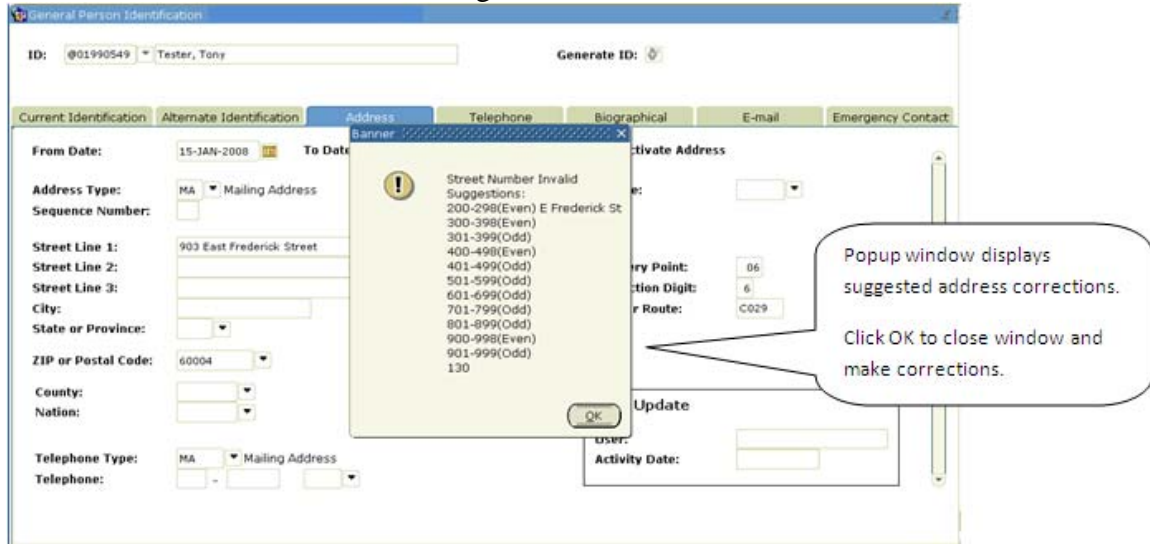 General Person Identification
ID: @01990549 Tester, Tony Generate ID:
Current Identification Alternate Identification Address Telephone Biographical E-mail Emergency Contact
From Date: 15-JAN-2008 To Date
Banner
tivate Address
Address Type: MA Mailing Address
e:
Sequence Number:
Street Number Invalid
Suggestions:
200-298(Even) E Frederick St
300-398(Even)
301-399(Odd)
400-498(Even)
401-499(Odd)
501-599(Odd)
601-699(Odd)
701-799(Odd)
801-899(Odd)
900-998(Even)
901-999(Odd)
130
OK
Street Line 1: 903 East Frederick Street
Street Line 2:
ery Point: 06
Street Line 3:
ction Digit: 6
City:
r Route: C029
State or Province:
ZIP or Postal Code: 60004
County:
Nation:
Update
User:
Telephone Type: MA Mailing Address
Activity Date:
Telephone: -
Popup window displays
suggested address corrections.
Click OK to close window and
make corrections.